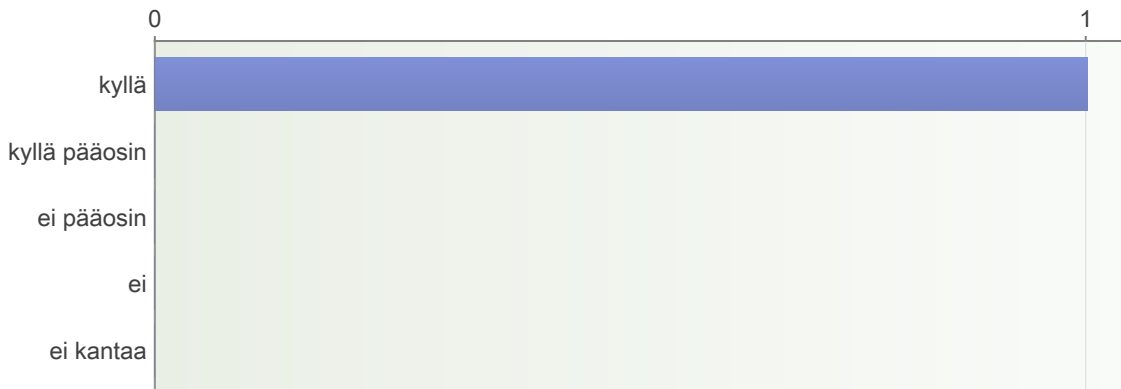 0 1
kyllä
kyllä pääosin
ei pääosin
ei
ei kantaa